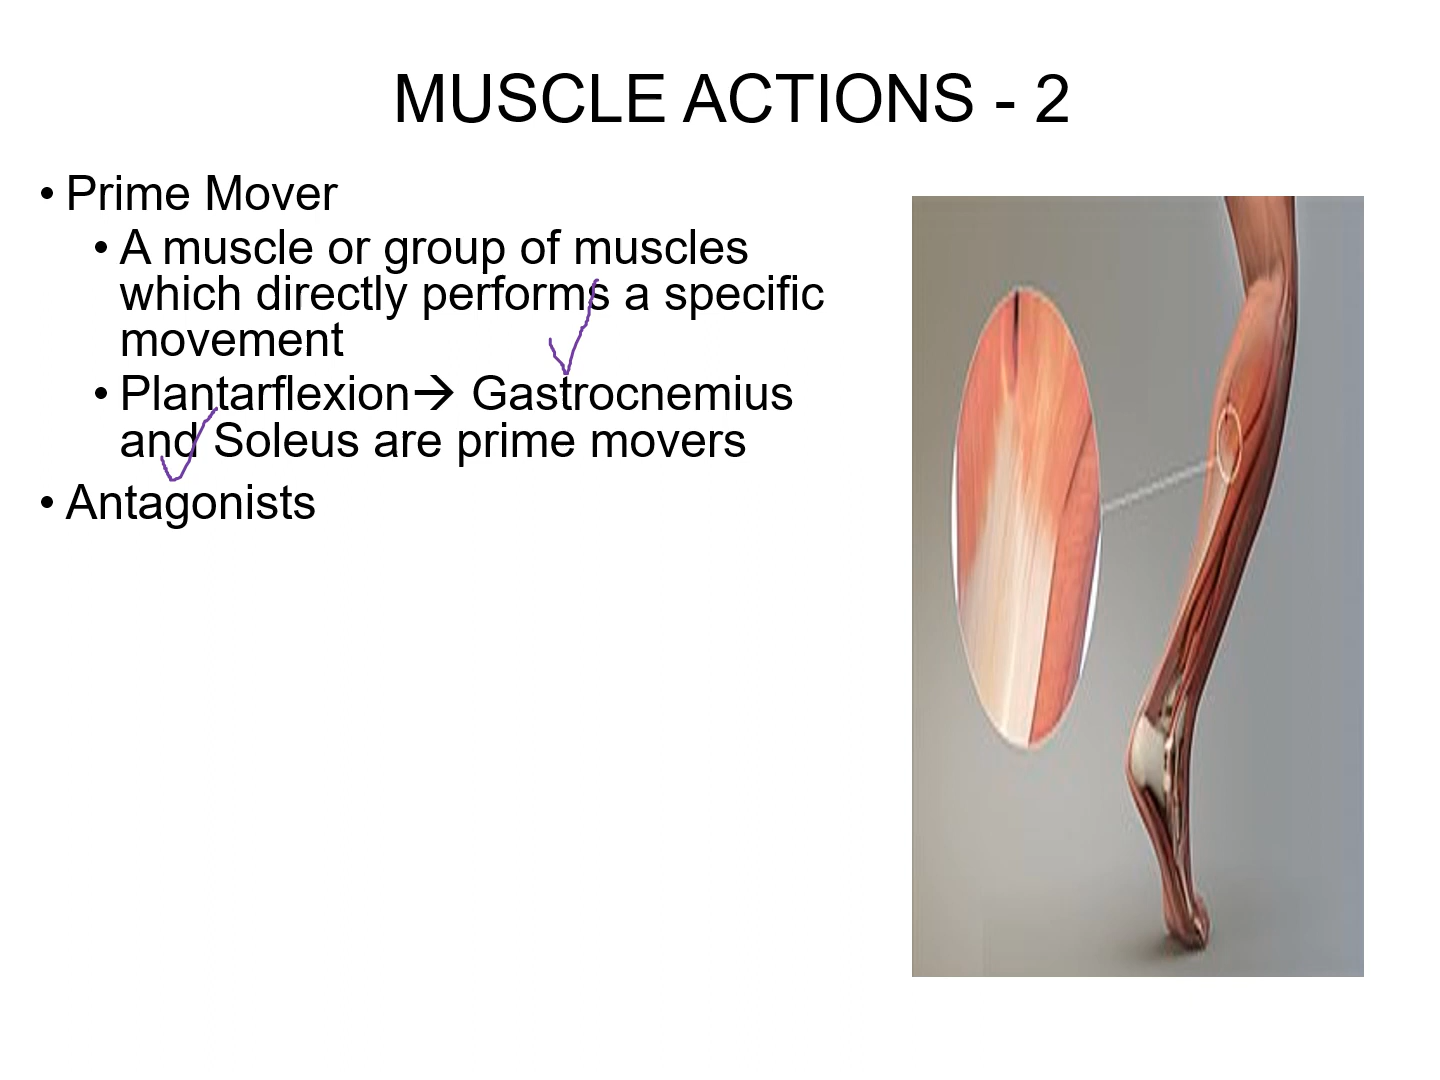 MUSCLE ACTIONS - 2
• Prime Mover
• A muscle or group of muscles
which directly performs a specific
movement
• Plantarflexion→ Gastrocnemius
and Soleus are prime movers
• Antagonists